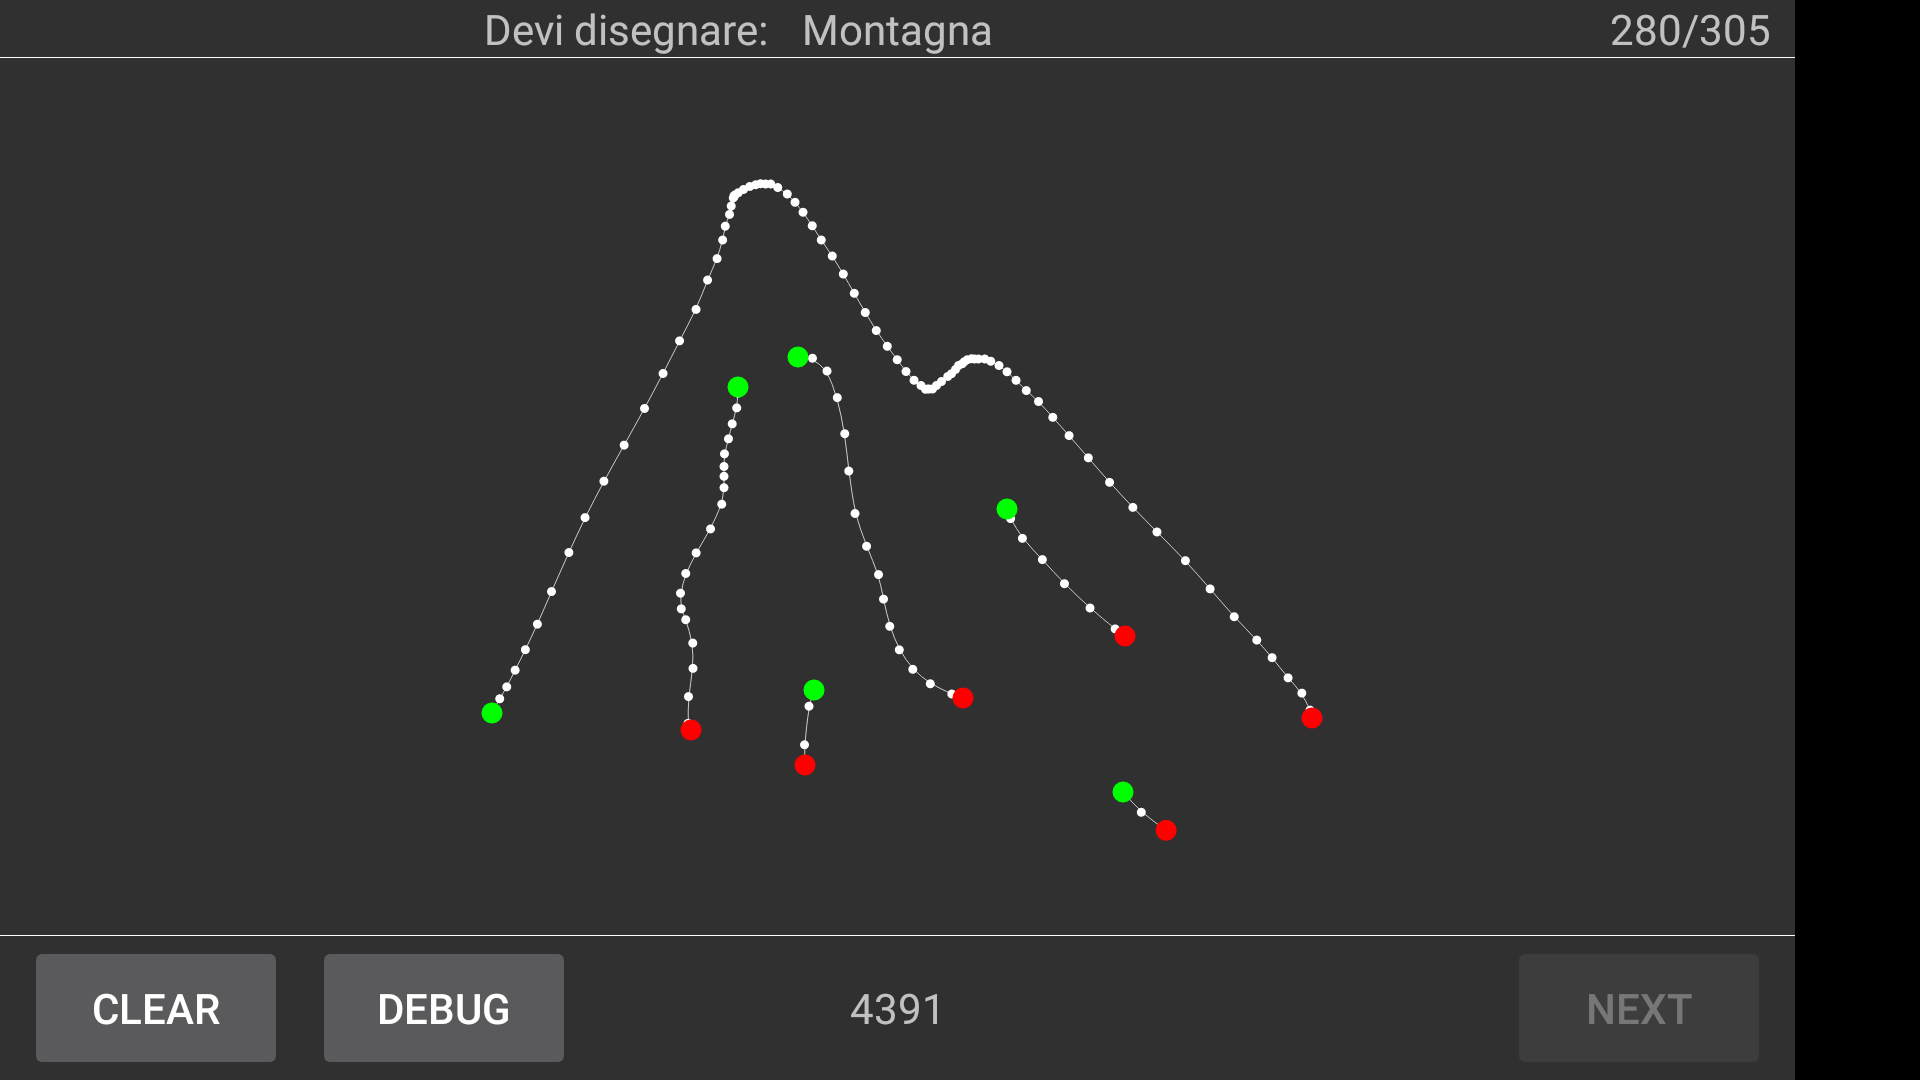 Devi disegnare: Montagna
280/305
CLEAR
DEBUG
4391
NEXT